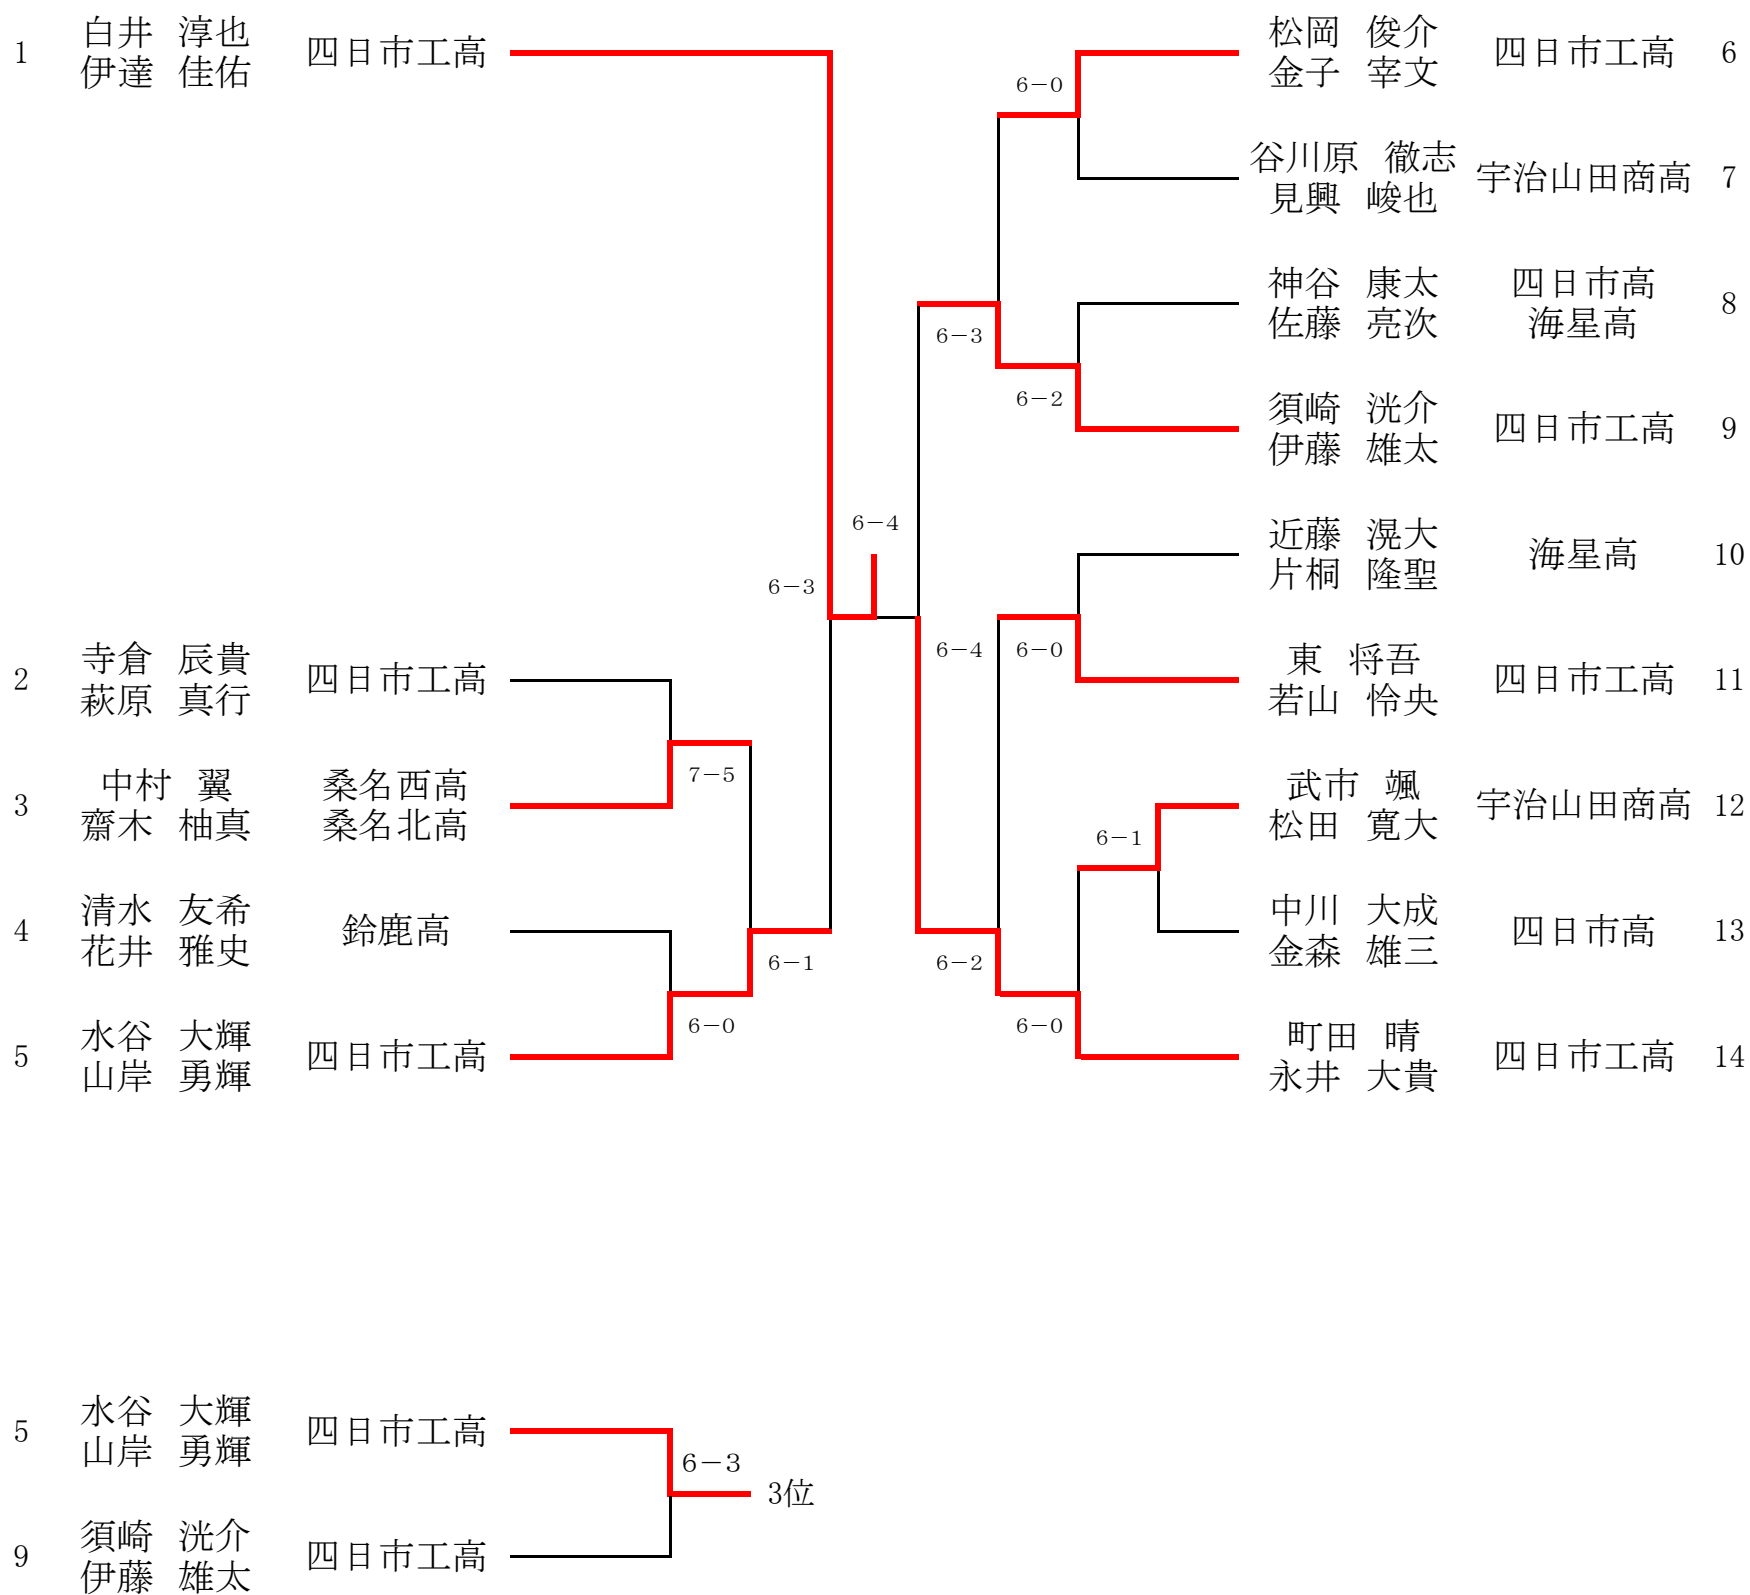 1 白井 淳也 四日市工高
伊達 佳佑
2 寺倉 辰貴 四日市工高
萩原 真行
3 中村 翼 桑名西高
齋木 柚真 桑名北高
4 清水 友希 鈴鹿高
花井 雅史
5 水谷 大輝 四日市工高
山岸 勇輝
7-5
6-0
6-1
6-3
6-4
6-3
6-4
6-2
6-0
6-2
6-0
6-1
6-0
松岡 俊介 四日市工高 6
金子 宰文
谷川原 徹志 宇治山田商高 7
見興 峻也
神谷 康太 四日市高 8
佐藤 亮次 海星高
須崎 洸介 四日市工高 9
伊藤 雄太
近藤 滉大 海星高 10
片桐 隆聖
東 将吾 四日市工高 11
若山 怜央
武市 颯 宇治山田商高 12
松田 寛大
中川 大成 四日市高 13
金森 雄三
町田 晴 四日市工高 14
永井 大貴
5 水谷 大輝 四日市工高
山岸 勇輝
6-3
3位
9 須崎 洸介 四日市工高
伊藤 雄太